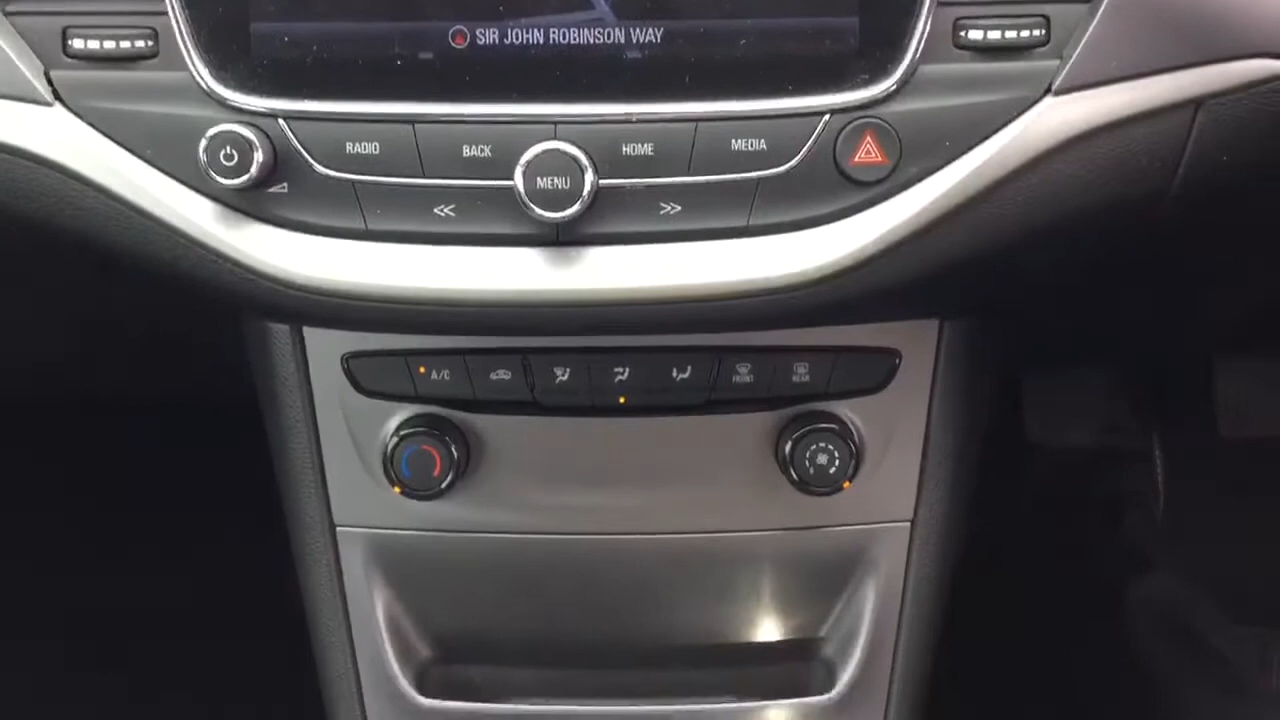 SIR JOHN ROBINSON WAY
RADIO
BACK
MENU
HOME
MEDIA
A/C
FRONT
REAR